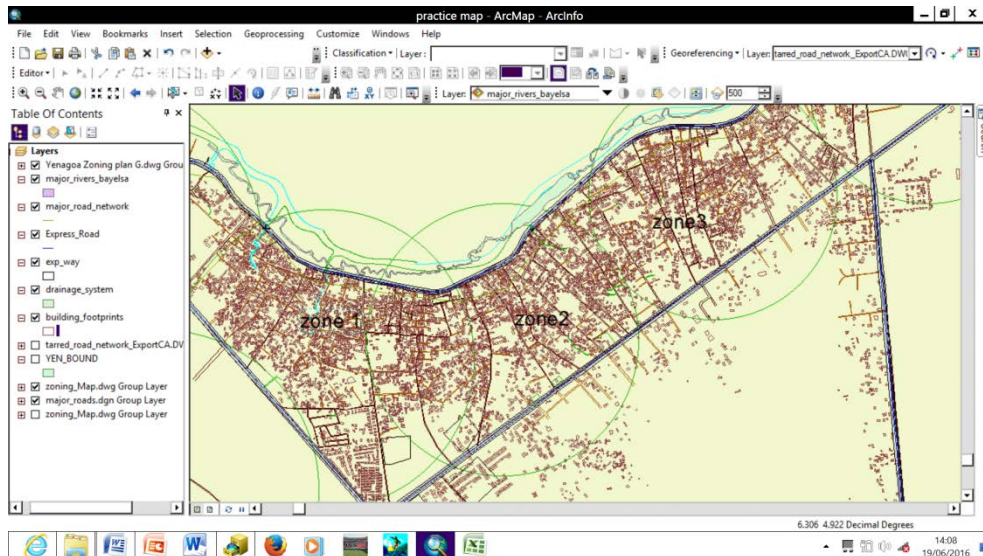 practice map - ArcMap - ArcInfo
File Edit View Bookmarks Insert Selection Geoprocessing Customize Windows Help
Classification Layer: Georeferencing Layer: tarred_road_network_ExportCA.DW
Editor
Layer: major_rivers_bayelsa 500
Table Of Contents
Layers
Yenagoa Zoning plan G.dwg Grou
major_rivers_bayelsa
major_road_network
Express_Road
exp_way
drainage_system
building_footprints
tarred_road_network_ExportCA.DV
YEN_BOUND
zoning_Map.dwg Group Layer
major_roads.dgn Group Layer
zoning_Map.dwg Group Layer
zone3
zone 1
zone2
6.306 4.922 Decimal Degrees
14:08
19/06/2016